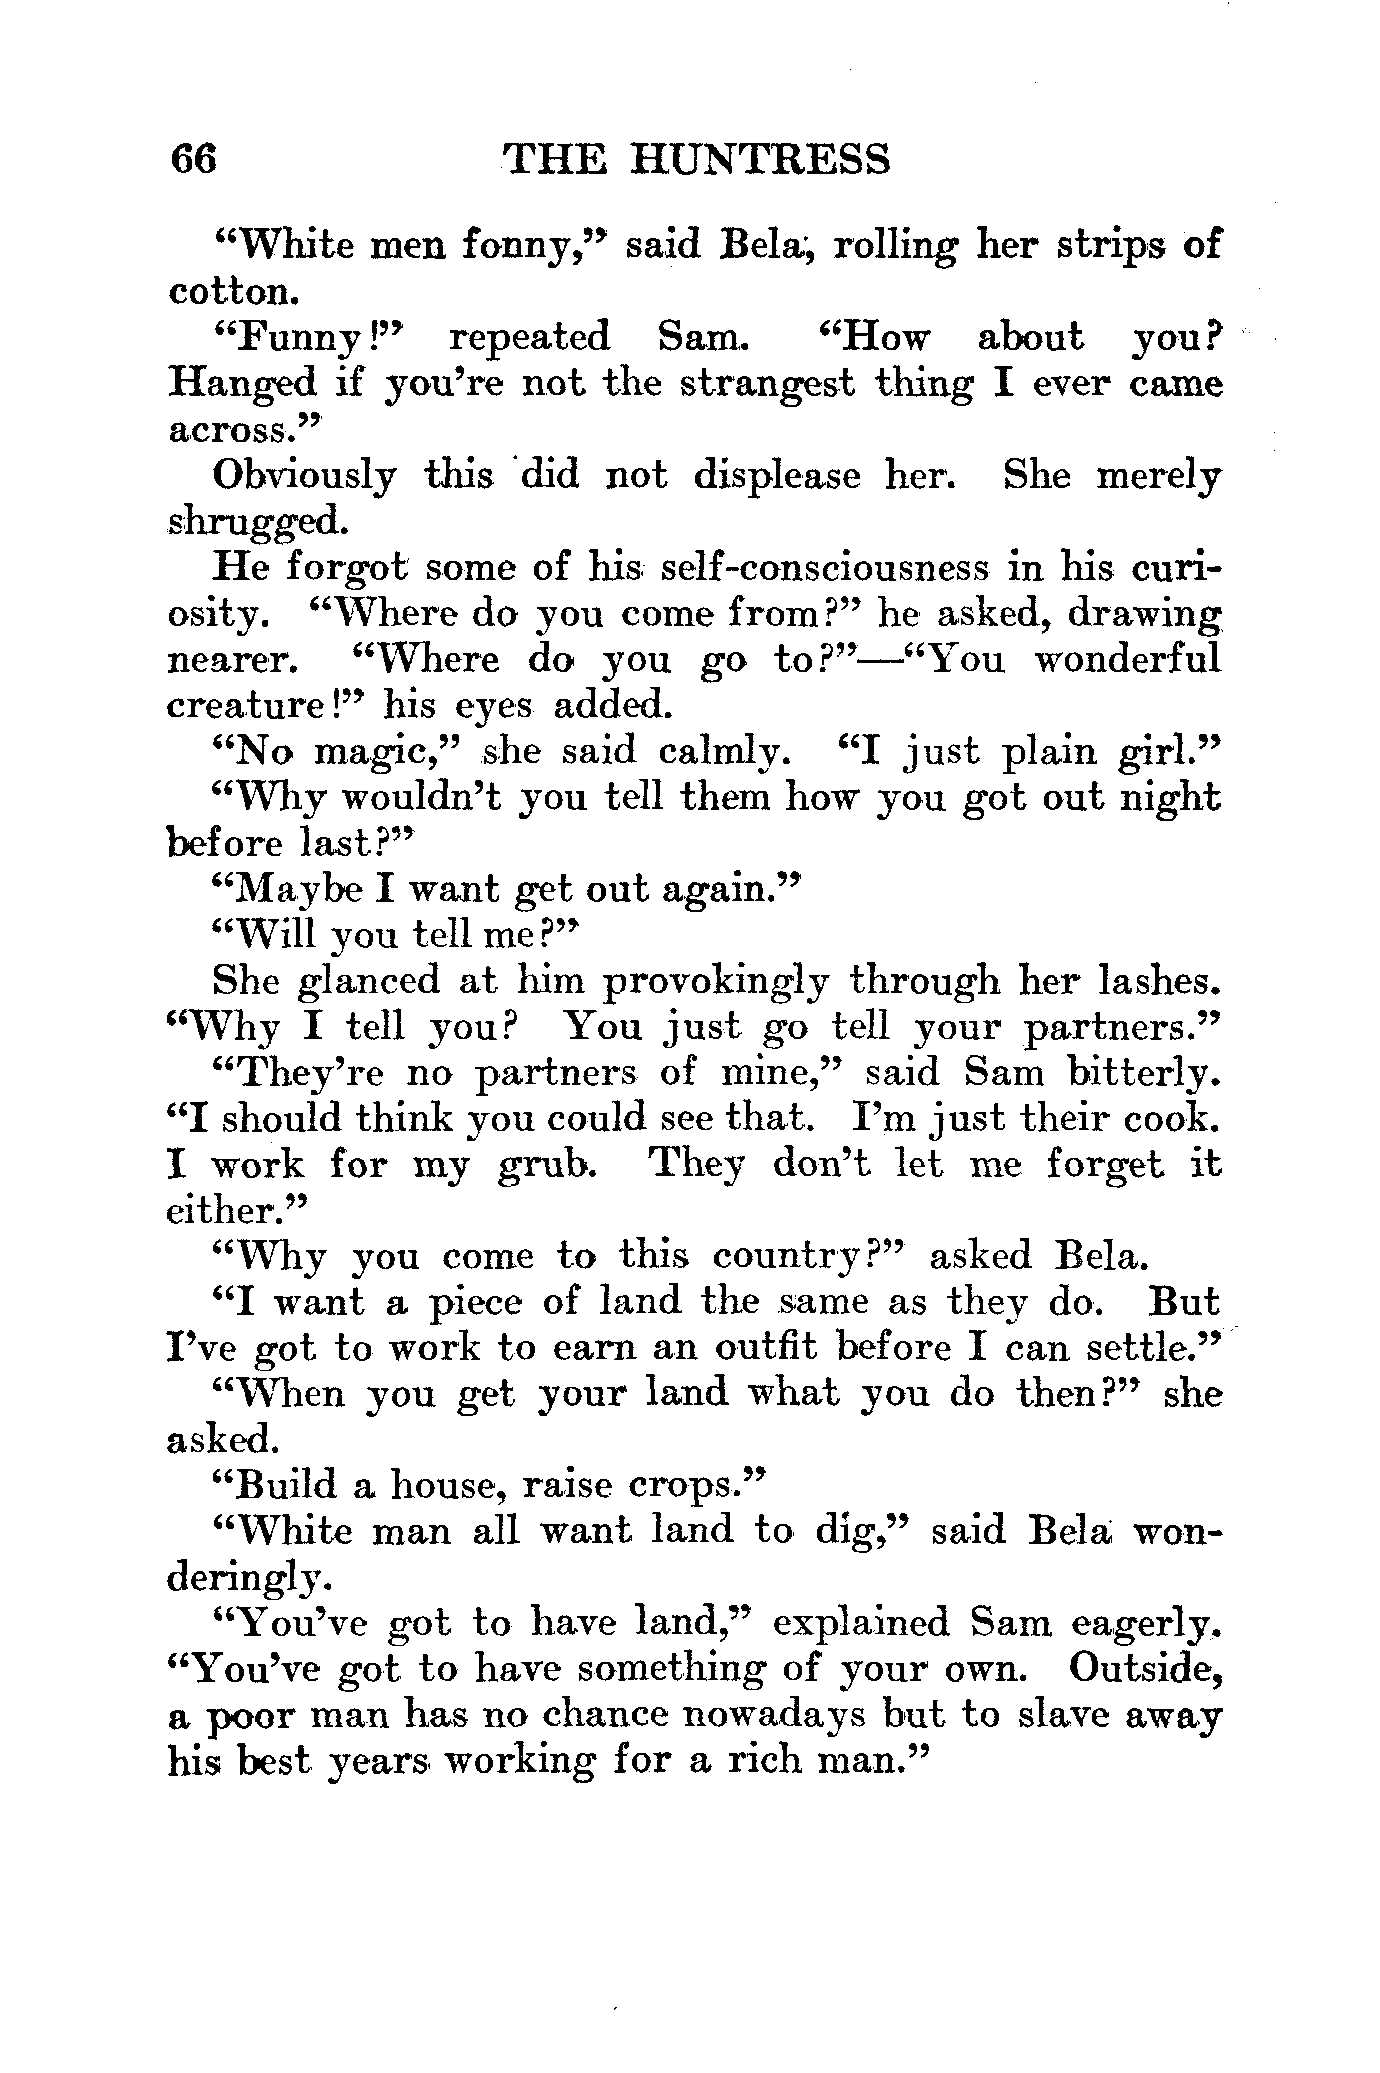 66 THE HUNTRESS
“White men fonny,” said Bela, rolling her strips of
cotton.
“Funny!” repeated Sam. “How about you?
Hanged if you’re not the strangest thing I ever came
across.”
Obviously this did not displease her. She merely
shrugged.
He forgot some of his self-consciousness in his curi-
osity. “Where do you come from?” he asked, drawing
nearer. “Where do you go to?”—“You wonderful
creature!” his eyes added.
“No magic,” she said calmly. “I just plain girl.”
“Why wouldn’t you tell them how you got out night
before last?”
“Maybe I want get out again.”
“Will you tell me?”
She glanced at him provokingly through her lashes.
“Why I tell you? You just go tell your partners.”
“They’re no partners of mine,” said Sam bitterly.
“I should think you could see that. I’m just their cook.
I work for my grub. They don’t let me forget it
either.”
“Why you come to this country?” asked Bela.
“I want a piece of land the same as they do. But
I’ve got to work to earn an outfit before I can settle.”
“When you get your land what you do then?” she
asked.
“Build a house, raise crops.”
“White man all want land to dig,” said Bela won-
deringly.
“You’ve got to have land,” explained Sam eagerly.
“You’ve got to have something of your own. Outside,
a poor man has no chance nowadays but to slave away
his best years working for a rich man.”